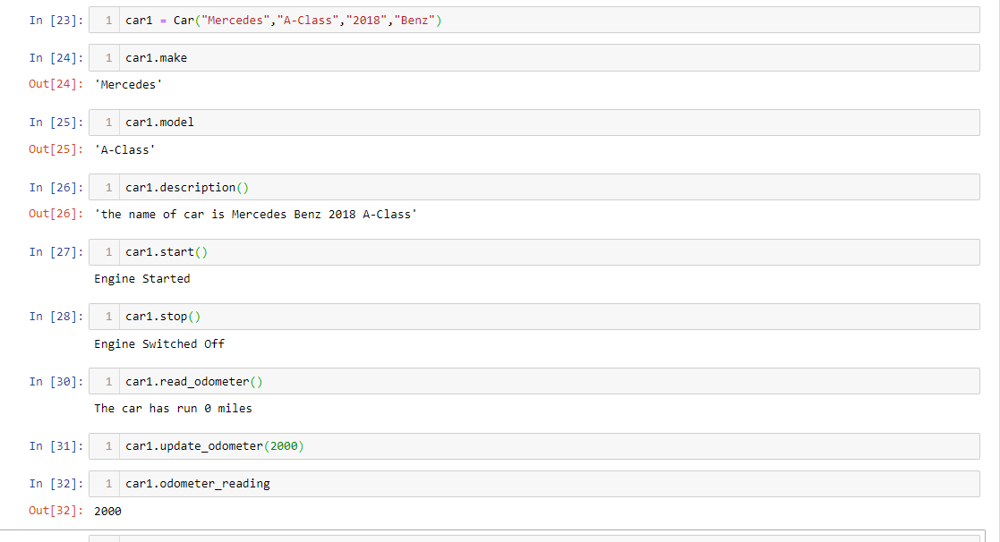 In [23]: 1 car1 = Car("Mercedes","A-Class","2018","Benz")
In [24]: 1 car1.make
Out[24]: 'Mercedes'
In [25]: 1 car1.model
Out[25]: 'A-Class'
In [26]: 1 car1.description()
Out[26]: 'the name of car is Mercedes Benz 2018 A-Class'
In [27]: 1 car1.start()
Engine Started
In [28]: 1 car1.stop()
Engine Switched Off
In [30]: 1 car1.read_odometer()
The car has run 0 miles
In [31]: 1 car1.update_odometer(2000)
In [32]: 1 car1.odometer_reading
Out[32]: 2000